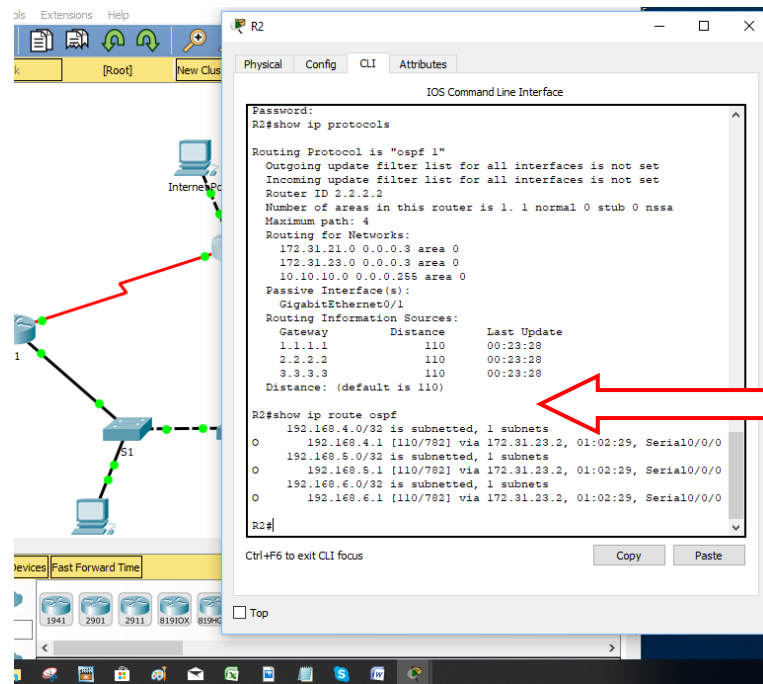 ols Extensions Help
[Root]
New Clus
R2
Physical Config CLI Attributes
IOS Command Line Interface
Password:
R2#show ip protocols
Routing Protocol is "ospf 1"
Outgoing update filter list for all interfaces is not set
Incoming update filter list for all interfaces is not set
Router ID 2.2.2.2
Number of areas in this router is 1. 1 normal 0 stub 0 nssa
Maximum path: 4
Routing for Networks:
172.31.21.0 0.0.0.3 area 0
172.31.23.0 0.0.0.3 area 0
10.10.10.0 0.0.0.255 area 0
Passive Interface(s):
GigabitEthernet0/1
Routing Information Sources:
Gateway Distance Last Update
1.1.1.1 110 00:23:28
2.2.2.2 110 00:23:28
3.3.3.3 110 00:23:28
Distance: (default is 110)
R2#show ip route ospf
192.168.4.0/32 is subnetted, 1 subnets
O 192.168.4.1 [110/782] via 172.31.23.2, 01:02:29, Serial0/0/0
192.168.5.0/32 is subnetted, 1 subnets
O 192.168.5.1 [110/782] via 172.31.23.2, 01:02:29, Serial0/0/0
192.168.6.0/32 is subnetted, 1 subnets
O 192.168.6.1 [110/782] via 172.31.23.2, 01:02:29, Serial0/0/0
R2#
Ctrl+F6 to exit CLI focus
Copy Paste
Top
Internet Pc
1
S1
evices Fast Forward Time
1941 2901 2911 819IOX 819HG